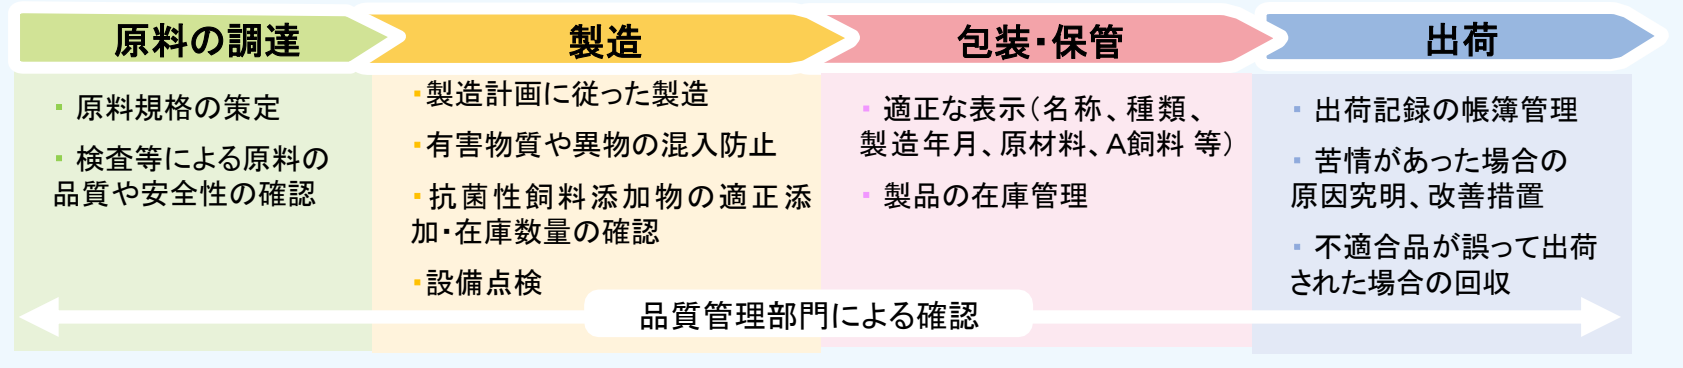 原料の調達
・ 原料規格の策定
・ 検査等による原料の
品質や安全性の確認
製造
・製造計画に従った製造
・有害物質や異物の混入防止
・抗菌性飼料添加物の適正添
加・在庫数量の確認
・設備点検
包装・保管
・ 適正な表示（名称、種類、
製造年月、原材料、A飼料 等）
・ 製品の在庫管理
出荷
・ 出荷記録の帳簿管理
・ 苦情があった場合の
原因究明、改善措置
・ 不適合品が誤って出荷
された場合の回収
品質管理部門による確認